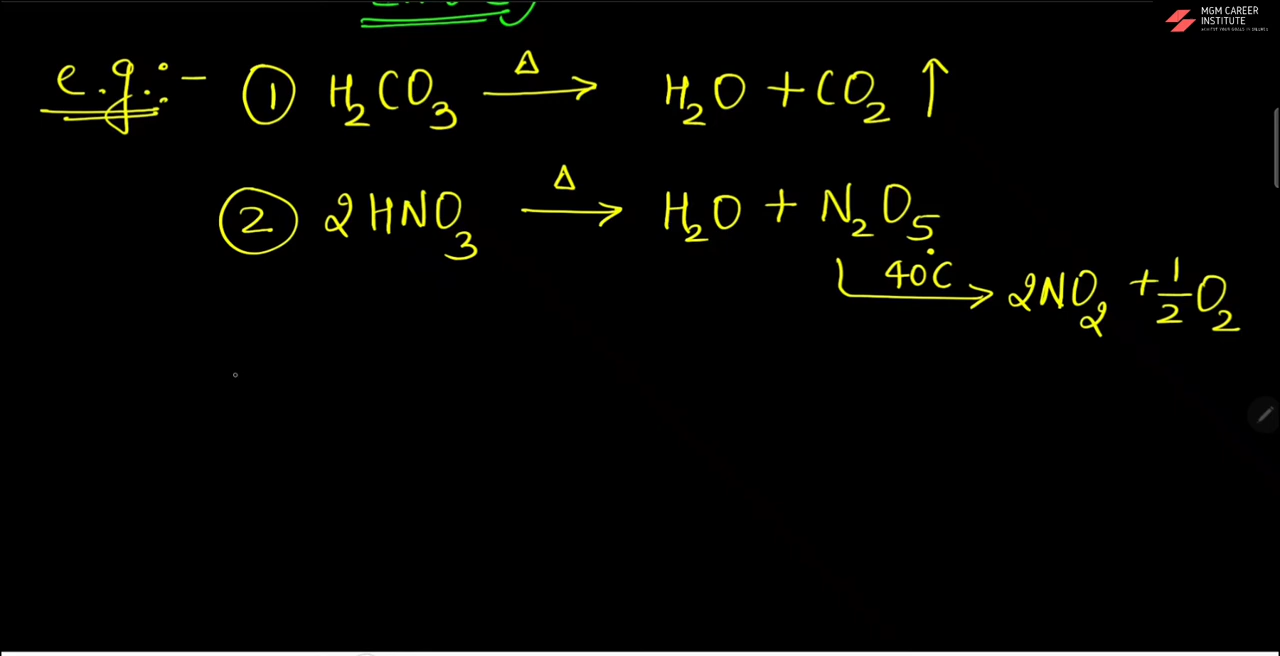 MGM CAREER
INSTITUTE
e.g.:- ① H₂CO₃ —Δ→ H₂O + CO₂ ↑
② 2HNO₃ —Δ→ H₂O + N₂O₅
40°C → 2NO₂ + 1/2 O₂